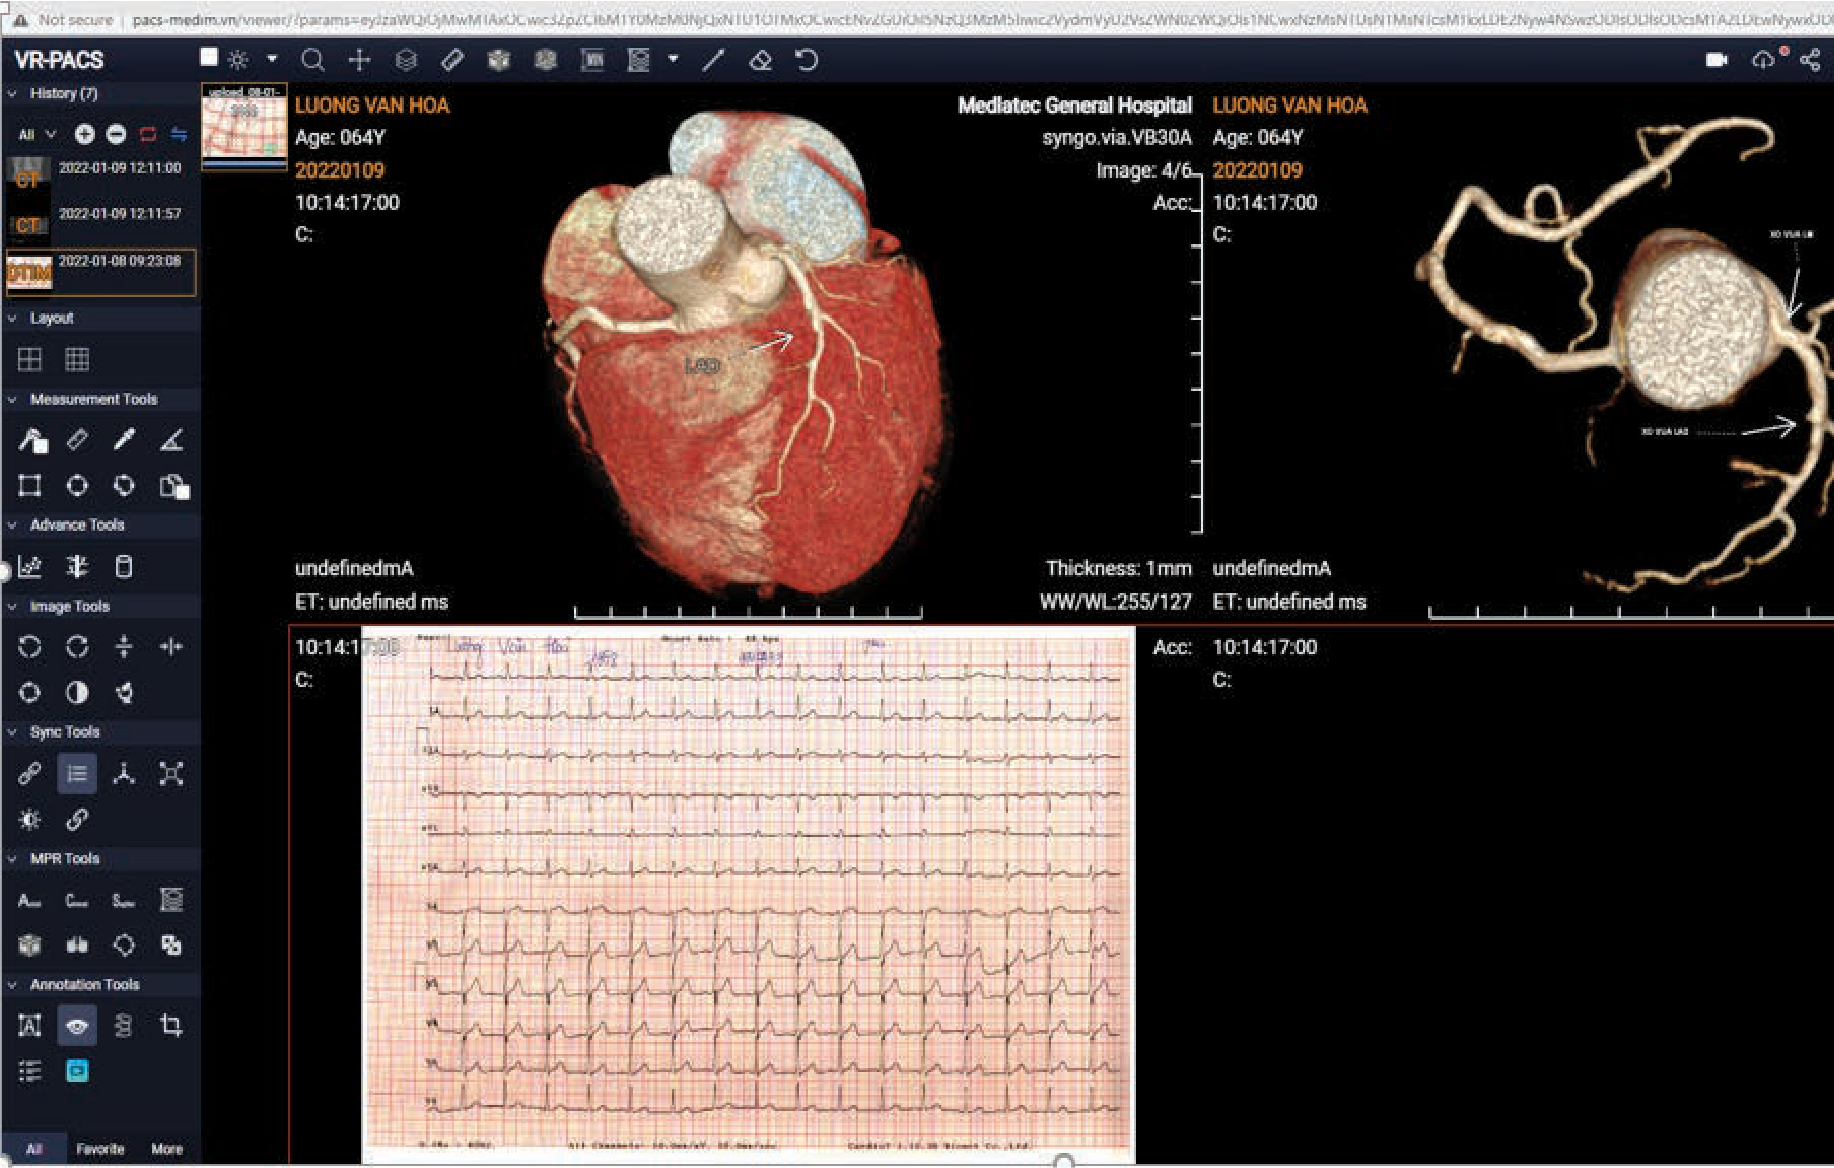 Not secure
pacs-medim.vn/viewer/?params=
VR-PACS
History (7)
All
CT 2022-01-09 12:11:00
CT 2022-01-09 12:11:57
2022-01-08 09:23:08
Layout
Measurement Tools
Advance Tools
Image Tools
Sync Tools
MPR Tools
Annotation Tools
All Favorite More
upload_08-01-
LUONG VAN HOA
Age: 064Y
20220109
10:14:17:00
C:
LAD
undefinedmA
ET: undefined ms
Medlatec General Hospital
syngo.via.VB30A
Image: 4/6
Acc:
Thickness: 1mm
WW/WL:255/127
LUONG VAN HOA
Age: 064Y
20220109
10:14:17:00
C:
XO VUA LM
XO VUA LAD
undefinedmA
ET: undefined ms
10:14:17:00
C:
Heart Rate :
Acc:
10:14:17:00
C: